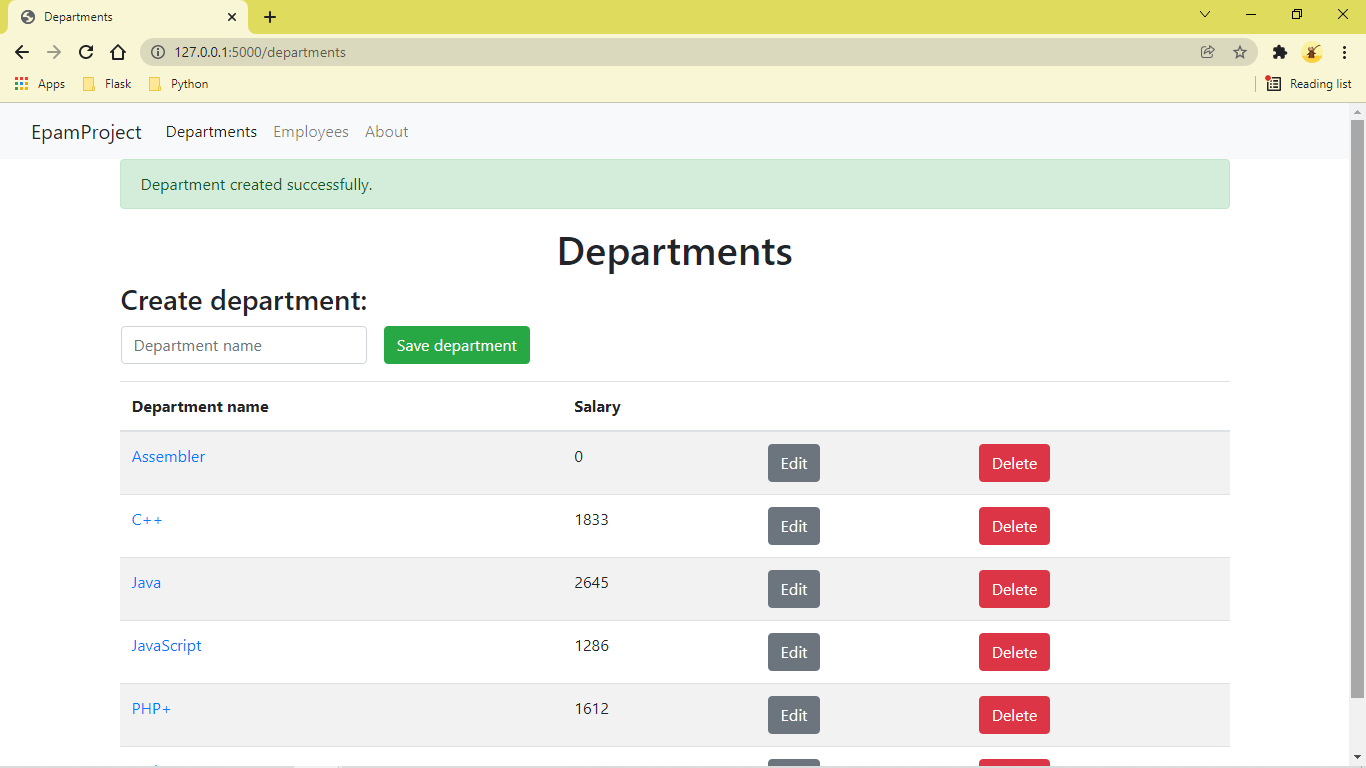 Departments
127.0.0.1:5000/departments
Apps Flask Python Reading list
EpamProject Departments Employees About
Department created successfully.
Departments
Create department:
Department name Save department
Department name Salary
Assembler 0 Edit Delete
C++ 1833 Edit Delete
Java 2645 Edit Delete
JavaScript 1286 Edit Delete
PHP+ 1612 Edit Delete